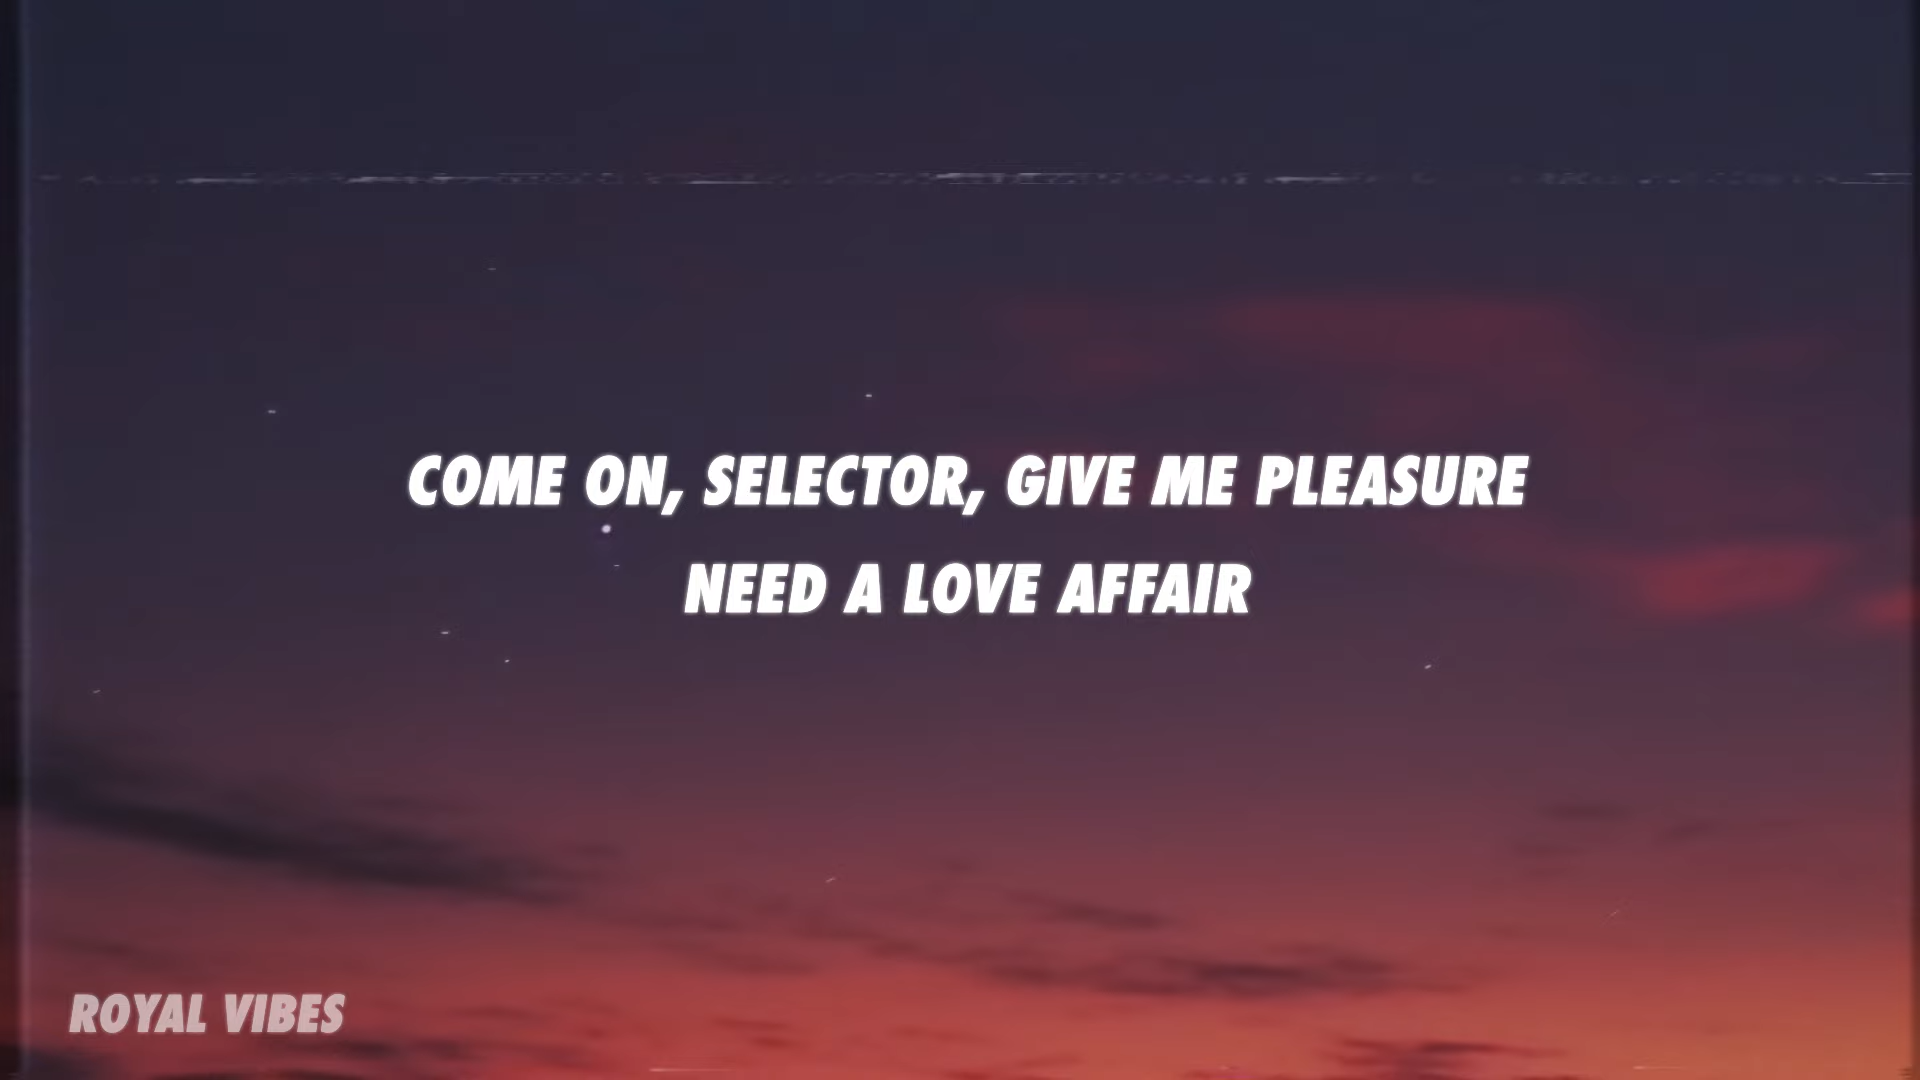 COME ON, SELECTOR, GIVE ME PLEASURE
NEED A LOVE AFFAIR
ROYAL VIBES